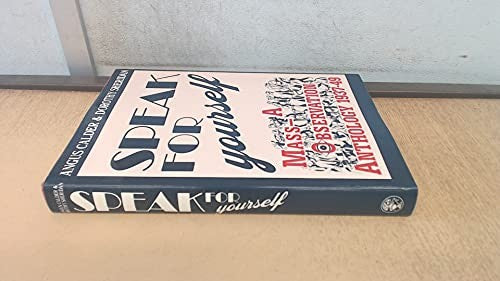 ANGUS CALDER & DOROTHY SHERIDAN
SPEAK
FOR
yourself
A
MASS-
OBSERVATION
ANTHOLOGY 1937-49
SPEAK FOR yourself